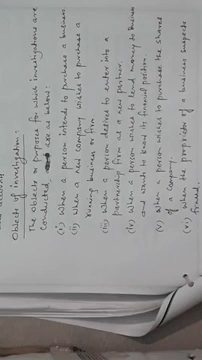 Objects of investigation:-
The objects or purposes for which investigations are
conducted, are as below:
(i) When a person intends to purchase a business.
(ii) When a new company wishes to purchase a
running business or firm
(iii) When a person desires to enter into a
partnership firm as a new partner.
(iv) When a person wishes to lend money to business
and wants to know its financial position.
(v) When a person wishes to purchase the shares
of a company.
(vi) When the proprietor of a business suspects
fraud.